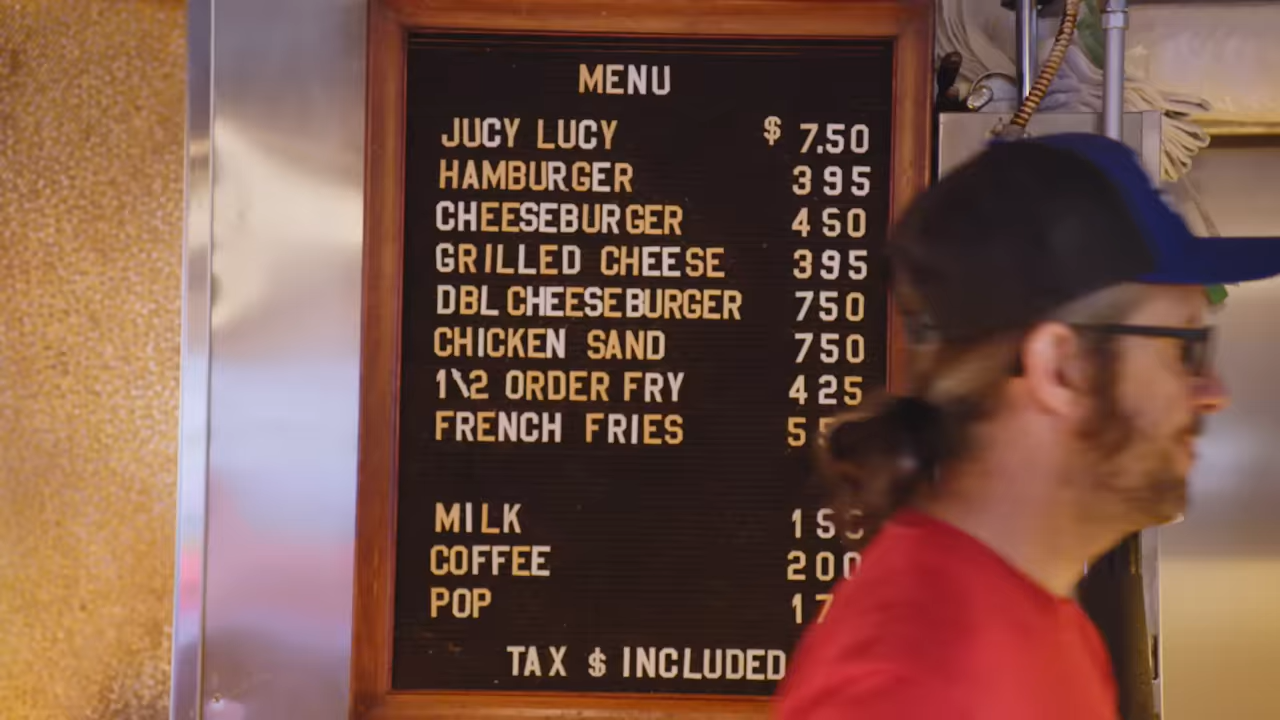 MENU
JUCY LUCY $ 7.50
HAMBURGER 395
CHEESEBURGER 450
GRILLED CHEESE 395
DBL CHEESEBURGER 750
CHICKEN SAND 750
1\2 ORDER FRY 425
FRENCH FRIES
MILK
COFFEE 200
POP
TAX $ INCLUDED